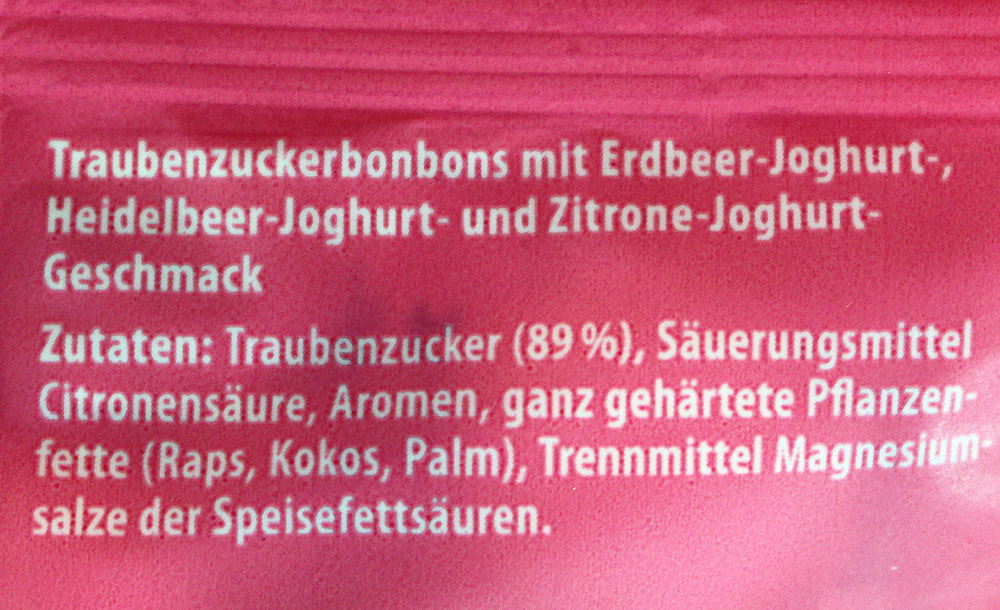 Traubenzuckerbonbons mit Erdbeer-Joghurt-,
Heidelbeer-Joghurt- und Zitrone-Joghurt-
Geschmack
Zutaten: Traubenzucker (89 %), Säuerungsmittel
Citronensäure, Aromen, ganz gehärtete Pflanzen-
fette (Raps, Kokos, Palm), Trennmittel Magnesium-
salze der Speisefettsäuren.